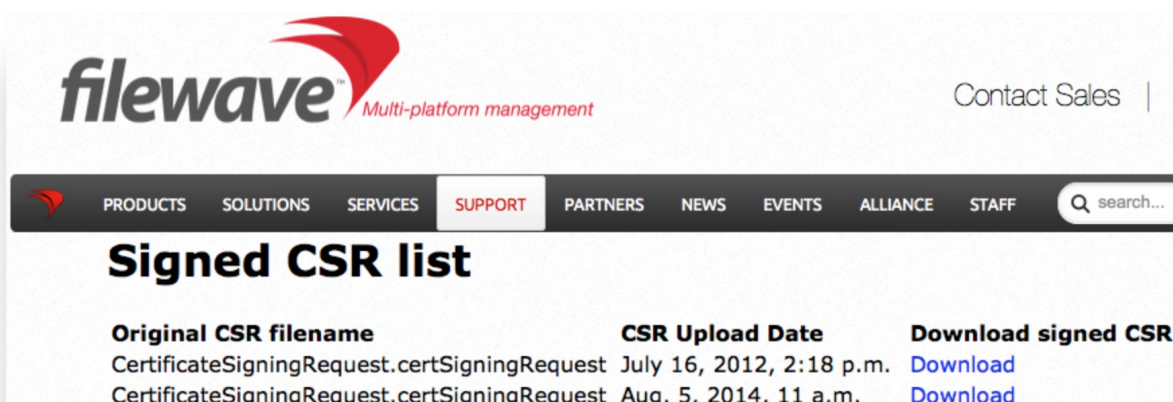 filewave™
Multi-platform management
Contact Sales |
PRODUCTS SOLUTIONS SERVICES SUPPORT PARTNERS NEWS EVENTS ALLIANCE STAFF search...
Signed CSR list
Original CSR filename CSR Upload Date Download signed CSR
CertificateSigningRequest.certSigningRequest July 16, 2012, 2:18 p.m. Download
CertificateSigningRequest.certSigningRequest Aug. 5, 2014, 11 a.m. Download